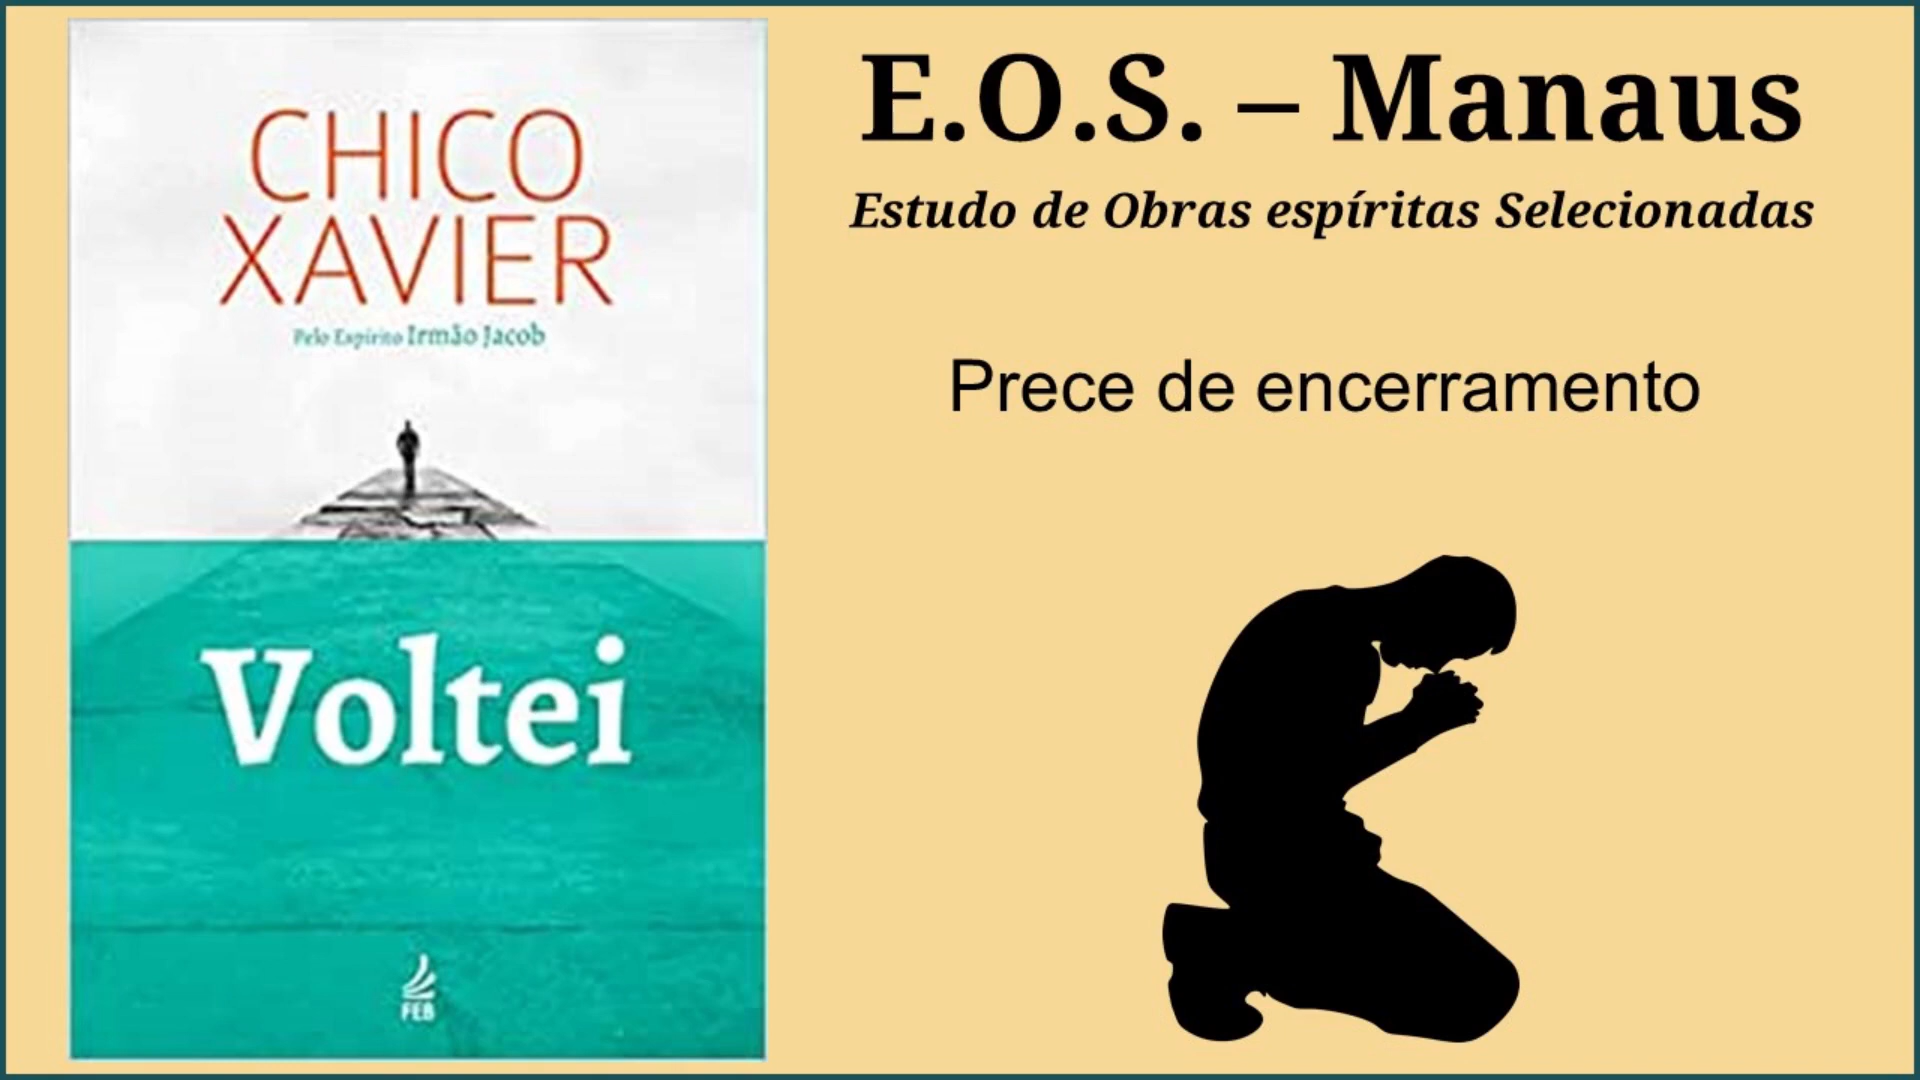 CHICO
XAVIER
Pelo Espírito Irmão Jacob
Voltei
FEB
E.O.S. – Manaus
Estudo de Obras espíritas Selecionadas
Prece de encerramento